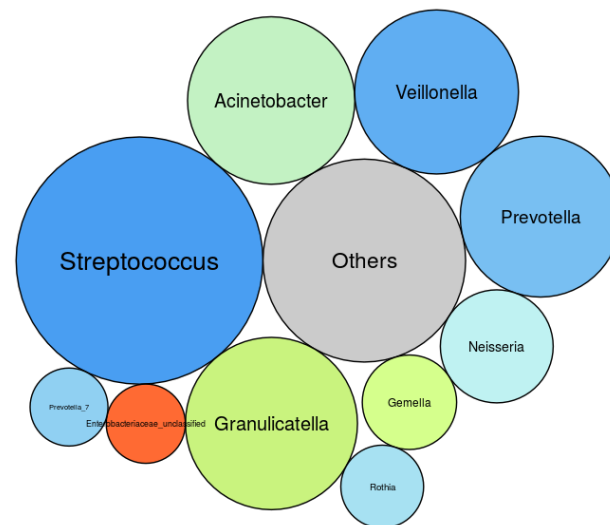 Veillonella
Acinetobacter
Prevotella
Streptococcus
Others
Neisseria
Gemella
Prevotella_7
Enterobacteriaceae_unclassified
Granulicatella
Rothia